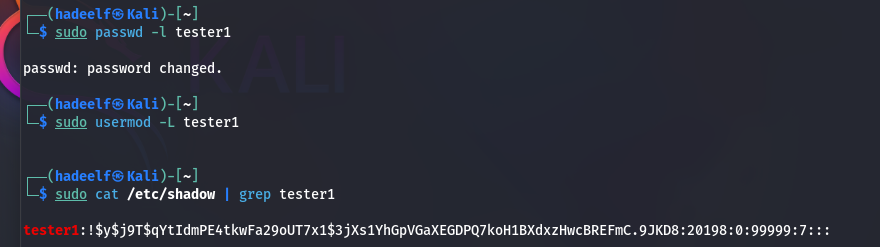 ┌──(hadeelf㉿Kali)-[~]
└─$ sudo passwd -l tester1
passwd: password changed.
┌──(hadeelf㉿Kali)-[~]
└─$ sudo usermod -L tester1
┌──(hadeelf㉿Kali)-[~]
└─$ sudo cat /etc/shadow | grep tester1
tester1:!$y$j9T$qYtIdmPE4tkwFa29oUT7x1$3jXs1YhGpVGaXEGDPQ7koH1BXdxzHwcBREFmC.9JKD8:20198:0:99999:7:::